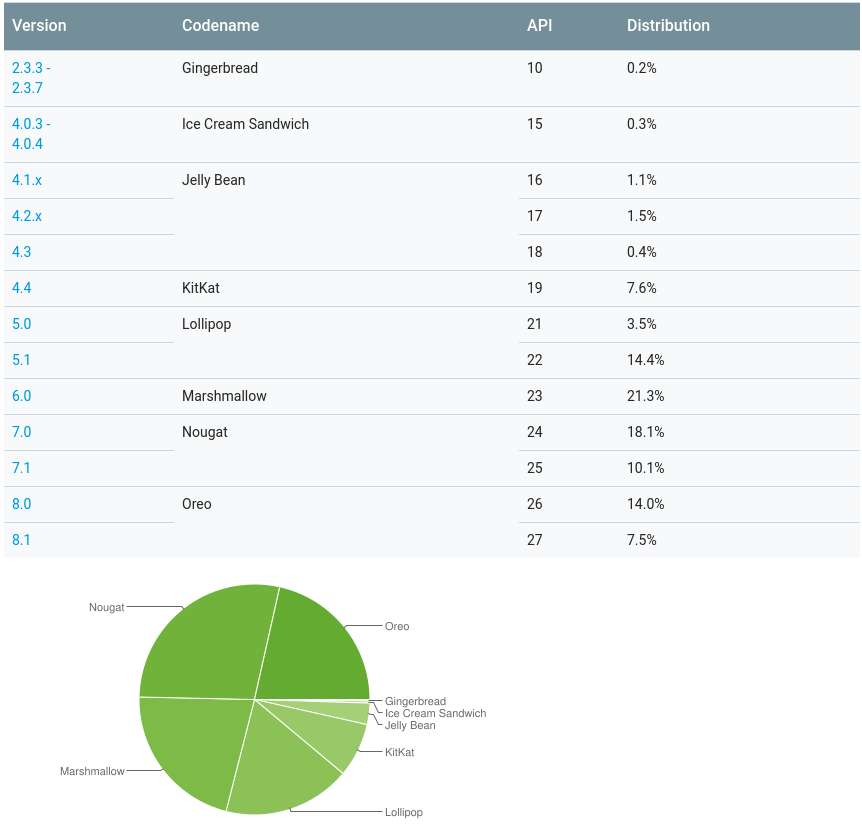 Version Codename API Distribution
2.3.3 - Gingerbread 10 0.2%
2.3.7
4.0.3 - Ice Cream Sandwich 15 0.3%
4.0.4
4.1.x Jelly Bean 16 1.1%
4.2.x 17 1.5%
4.3 18 0.4%
4.4 KitKat 19 7.6%
5.0 Lollipop 21 3.5%
5.1 22 14.4%
6.0 Marshmallow 23 21.3%
7.0 Nougat 24 18.1%
7.1 25 10.1%
8.0 Oreo 26 14.0%
8.1 27 7.5%
Nougat
Oreo
Gingerbread
Ice Cream Sandwich
Jelly Bean
KitKat
Marshmallow
Lollipop